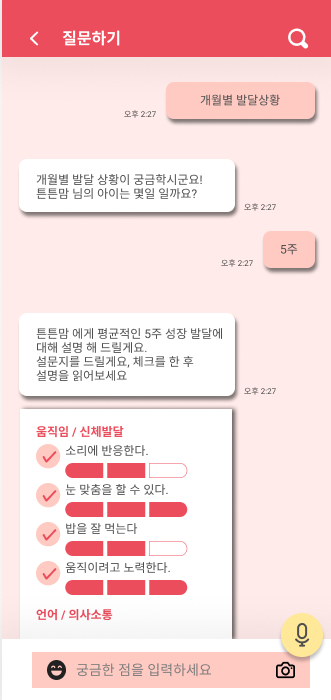 질문하기
개월별 발달상황
오후 2:27
개월별 발달 상황이 궁금학시군요!
튼튼맘 님의 아이는 몇일 일까요?
오후 2:27
5주
오후 2:27
튼튼맘 에게 평균적인 5주 성장 발달에
대해 설명 해 드릴게요.
설문지를 드릴게요, 체크를 한 후
설명을 읽어보세요
오후 2:27
움직임 / 신체발달
소리에 반응한다.
눈 맞춤을 할 수 있다.
밥을 잘 먹는다
움직이려고 노력한다.
언어 / 의사소통
궁금한 점을 입력하세요